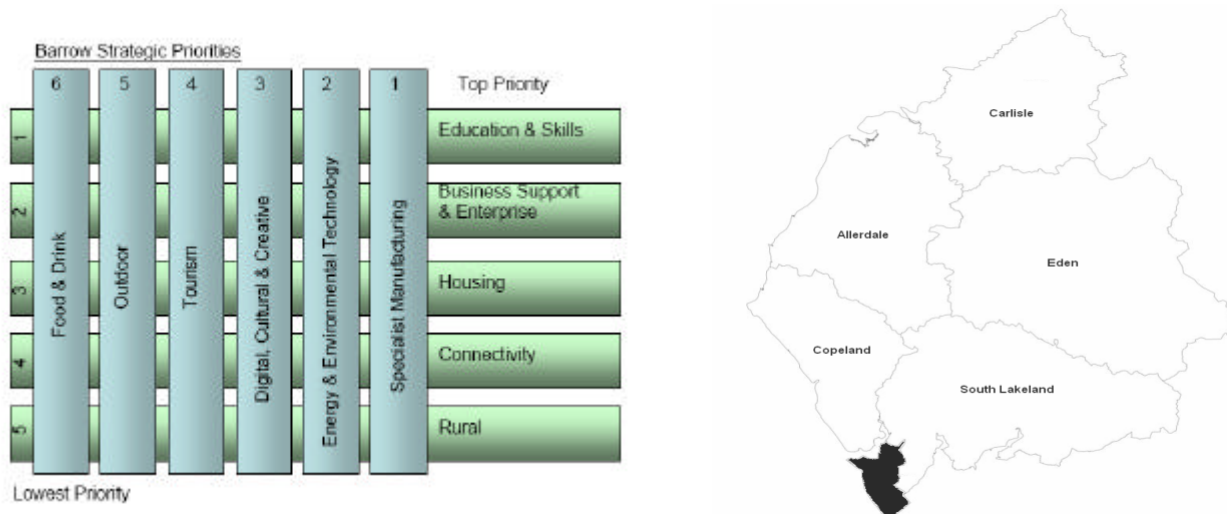 Barrow Strategic Priorities
6
5
4
3
2
1
Top Priority
Food & Drink
Outdoor
Tourism
Digital, Cultural & Creative
Energy & Environmental Technology
Specialist Manufacturing
1
Education & Skills
2
Business Support
& Enterprise
3
Housing
4
Connectivity
5
Rural
Lowest Priority
Carlisle
Allerdale
Eden
Copeland
South Lakeland